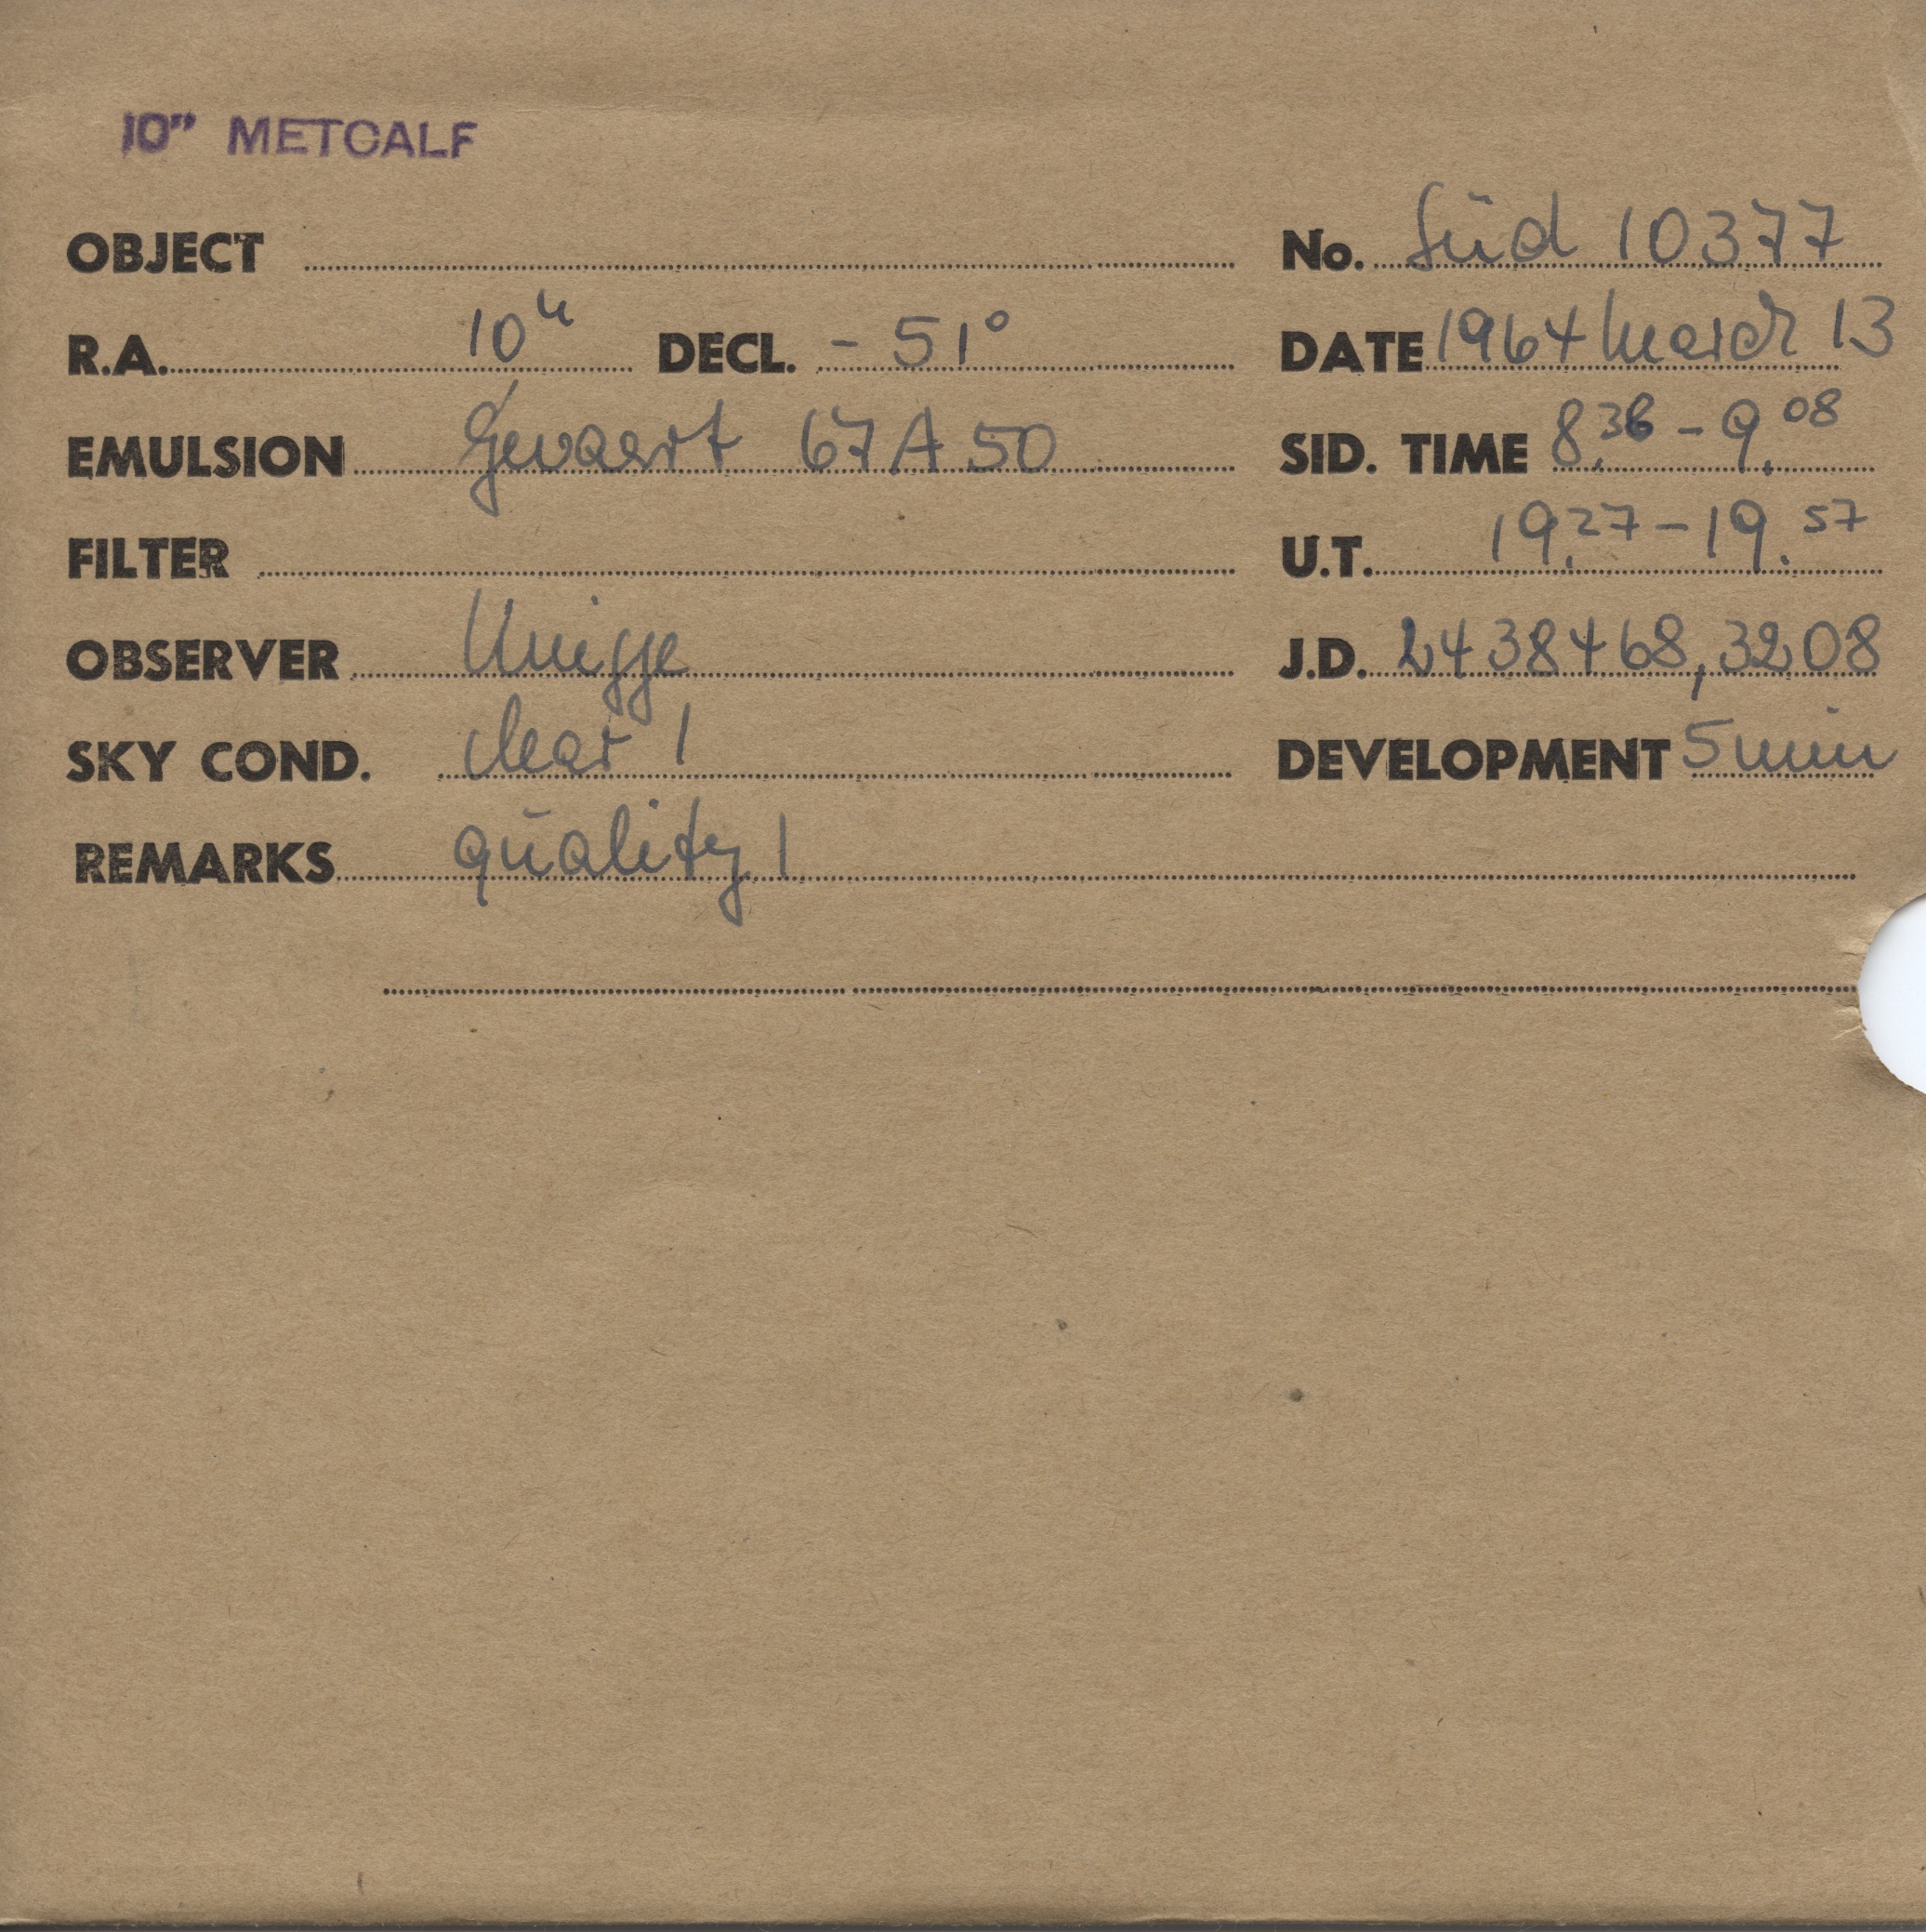 10" METCALF
OBJECT
No. Süd 10377
R.A. 10h DECL. - 51°
DATE 1964 March 13
EMULSION Gevaert 67A50
SID. TIME 8.36 - 9.08
FILTER
U.T. 19.27 - 19.57
OBSERVER
J.D. 2438468,3208
SKY COND. clear 1
DEVELOPMENT 5 min
REMARKS quality 1